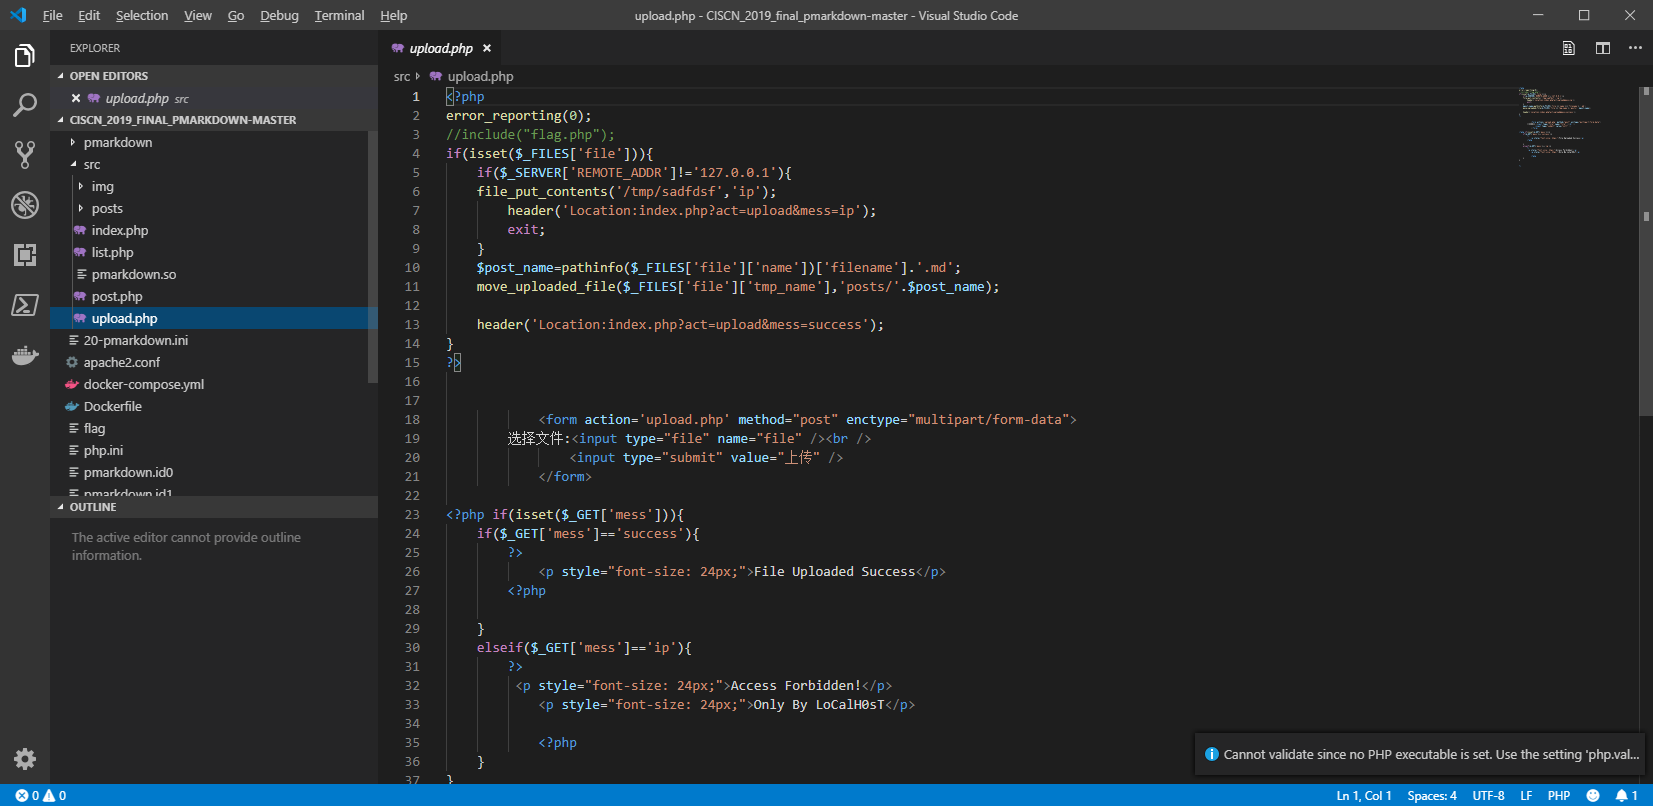 File Edit Selection View Go Debug Terminal Help
upload.php - CISCN_2019_final_pmarkdown-master - Visual Studio Code
EXPLORER
OPEN EDITORS
upload.php src
CISCN_2019_FINAL_PMARKDOWN-MASTER
pmarkdown
src
img
posts
index.php
list.php
pmarkdown.so
post.php
upload.php
20-pmarkdown.ini
apache2.conf
docker-compose.yml
Dockerfile
flag
php.ini
pmarkdown.id0
pmarkdown.id1
OUTLINE
The active editor cannot provide outline
information.
upload.php
src upload.php
1 <?php
2 error_reporting(0);
3 //include("flag.php");
4 if(isset($_FILES['file'])){
5 if($_SERVER['REMOTE_ADDR']!='127.0.0.1'){
6 file_put_contents('/tmp/sadfdsf','ip');
7 header('Location:index.php?act=upload&mess=ip');
8 exit;
9 }
10 $post_name=pathinfo($_FILES['file']['name'])['filename'].'.md';
11 move_uploaded_file($_FILES['file']['tmp_name'],'posts/'.$post_name);
12
13 header('Location:index.php?act=upload&mess=success');
14 }
15 ?>
16
17
18 <form action='upload.php' method="post" enctype="multipart/form-data">
19 选择文件:<input type="file" name="file" /><br />
20 <input type="submit" value="上传" />
21 </form>
22
23 <?php if(isset($_GET['mess'])){
24 if($_GET['mess']=='success'){
25 ?>
26 <p style="font-size: 24px;">File Uploaded Success</p>
27 <?php
28
29 }
30 elseif($_GET['mess']=='ip'){
31 ?>
32 <p style="font-size: 24px;">Access Forbidden!</p>
33 <p style="font-size: 24px;">Only By LoCalH0sT</p>
34
35 <?php
36 }
37 }
Cannot validate since no PHP executable is set. Use the setting 'php.val...
0 0
Ln 1, Col 1 Spaces: 4 UTF-8 LF PHP 1